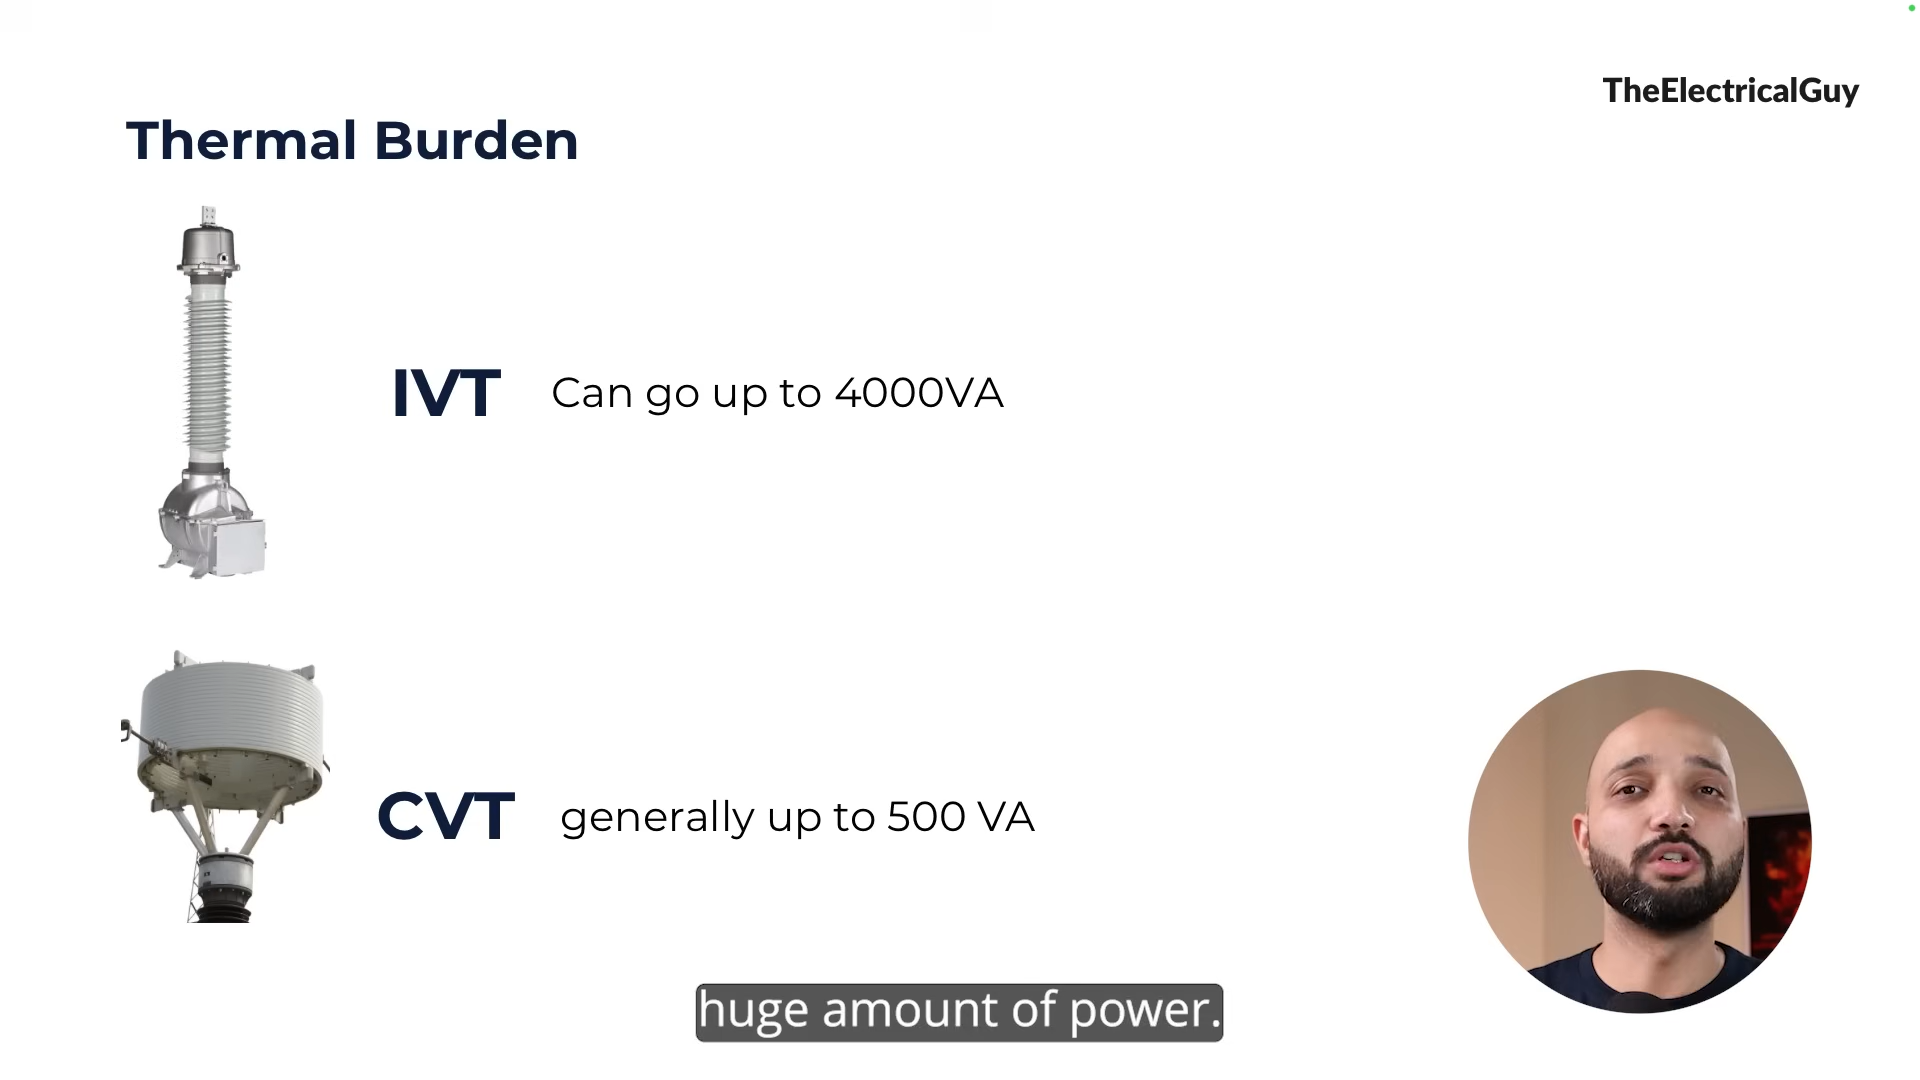 TheElectricalGuy
Thermal Burden
IVT Can go up to 4000VA
CVT generally up to 500 VA
huge amount of power.